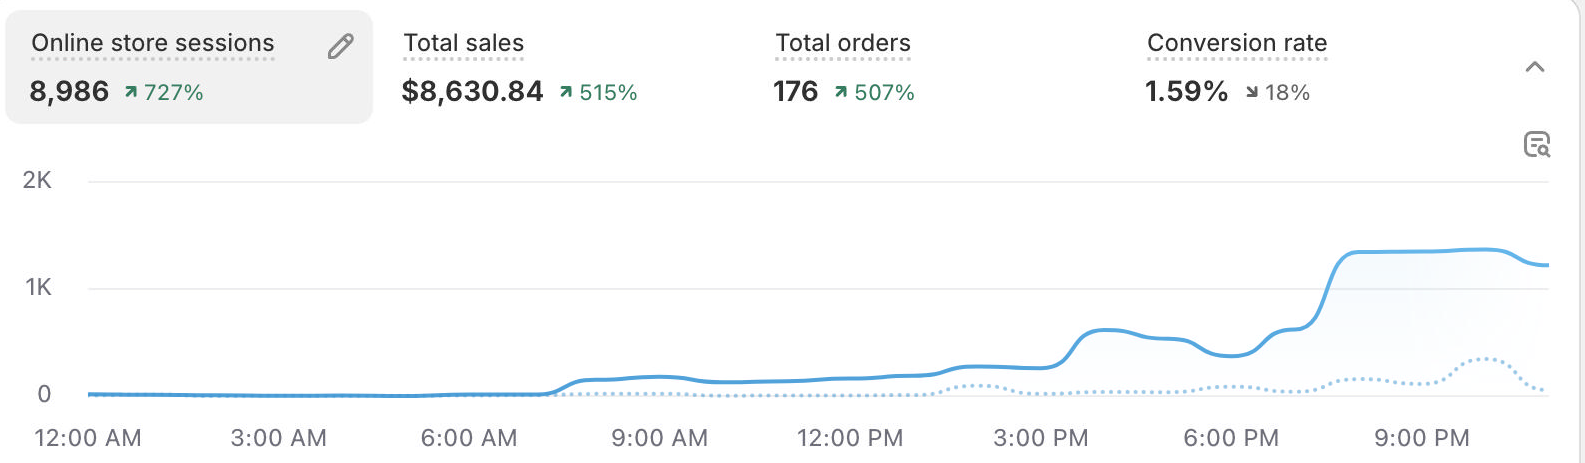 Online store sessions
8,986 727%
Total sales
$8,630.84 515%
Total orders
176 507%
Conversion rate
1.59% 18%
2K
1K
0
12:00 AM 3:00 AM 6:00 AM 9:00 AM 12:00 PM 3:00 PM 6:00 PM 9:00 PM